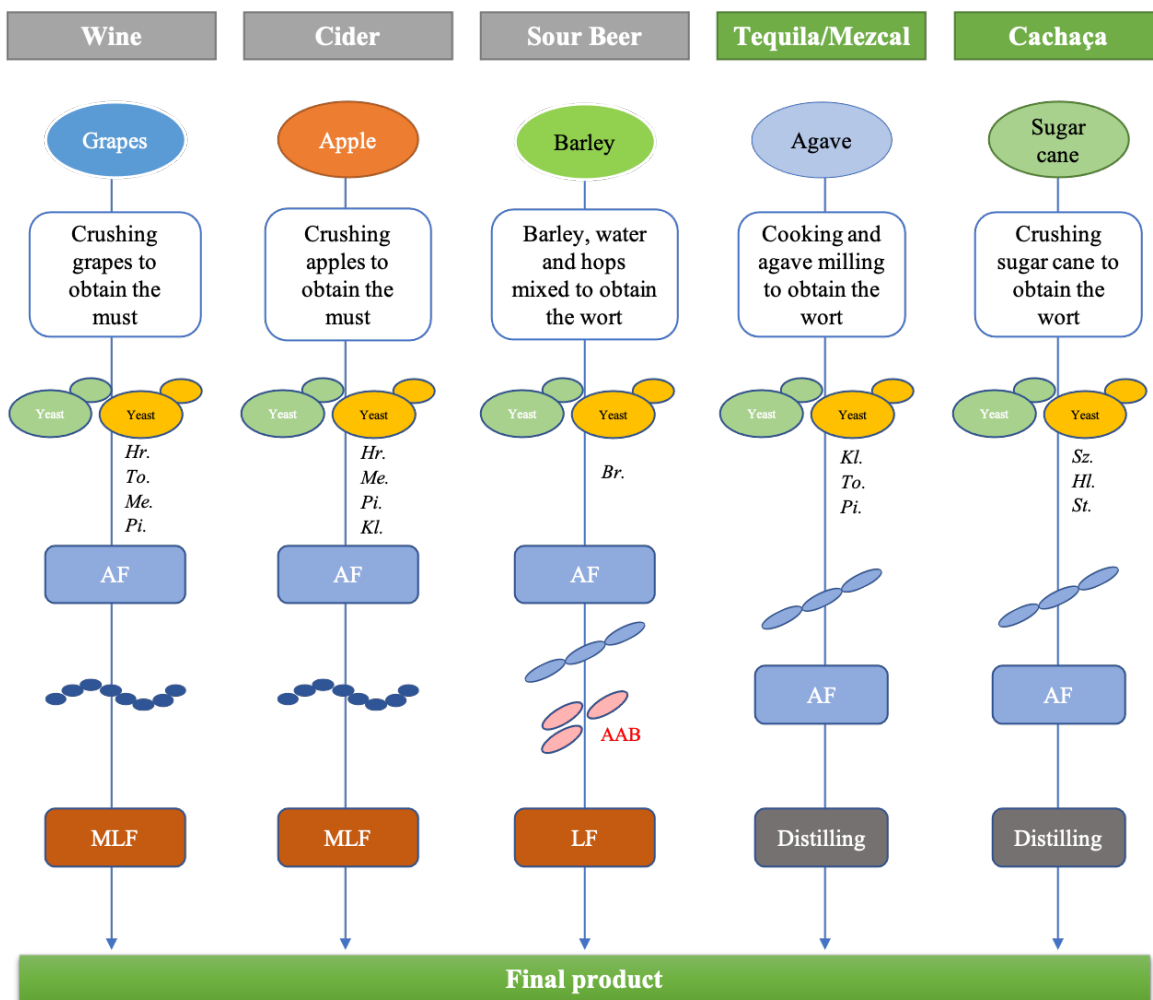 Wine
Cider
Sour Beer
Tequila/Mezcal
Cachaça
Grapes
Apple
Barley
Agave
Sugar
cane
Crushing
grapes to
obtain the
must
Crushing
apples to
obtain the
must
Barley, water
and hops
mixed to obtain
the wort
Cooking and
agave milling
to obtain the
wort
Crushing
sugar cane to
obtain the
wort
Yeast
Yeast
Yeast
Yeast
Yeast
Yeast
Yeast
Yeast
Yeast
Yeast
Hr.
To.
Me.
Pi.
Hr.
Me.
Pi.
Kl.
Br.
Kl.
To.
Pi.
Sz.
Hl.
St.
AF
AF
AF
AF
AF
AAB
MLF
MLF
LF
Distilling
Distilling
Final product